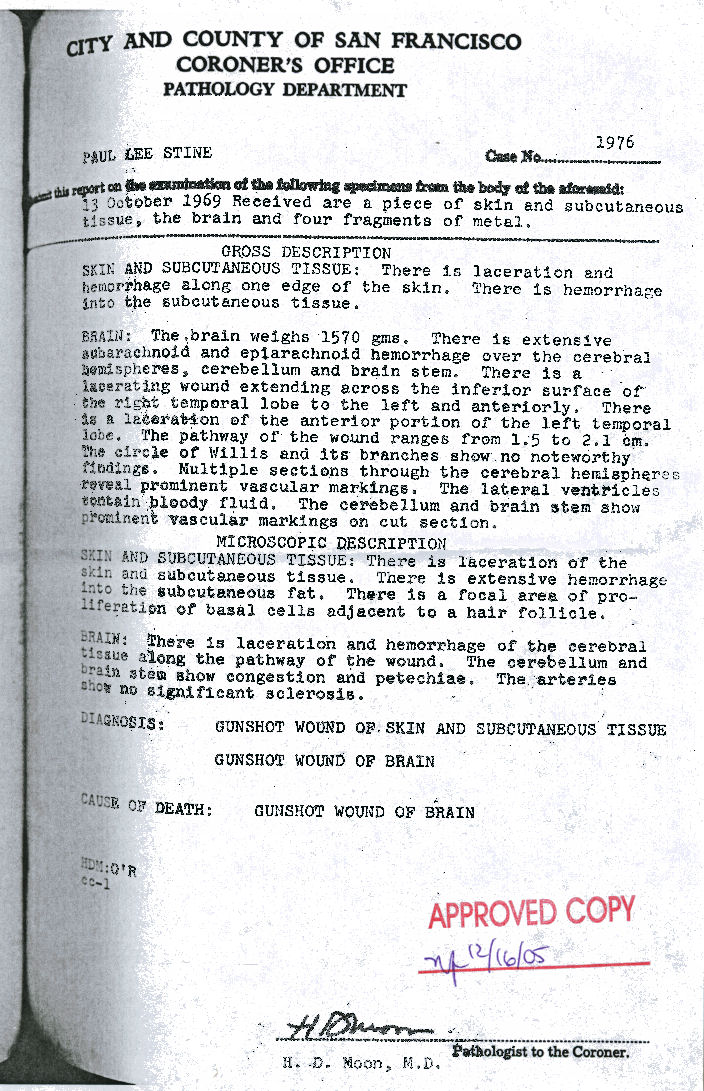 CITY AND COUNTY OF SAN FRANCISCO
CORONER'S OFFICE
PATHOLOGY DEPARTMENT
PAUL LEE STINE Case No. 1976
this report on the examination of the following specimens from the body of the aforesaid:
13 October 1969 Received are a piece of skin and subcutaneous
tissue, the brain and four fragments of metal.
GROSS DESCRIPTION
SKIN AND SUBCUTANEOUS TISSUE: There is laceration and
hemorrhage along one edge of the skin. There is hemorrhage
into the subcutaneous tissue.
BRAIN: The brain weighs 1570 gms. There is extensive
subarachnoid and epiarachnoid hemorrhage over the cerebral
hemispheres, cerebellum and brain stem. There is a
lacerating wound extending across the inferior surface of
the right temporal lobe to the left and anteriorly. There
is a laceration of the anterior portion of the left temporal
lobe. The pathway of the wound ranges from 1.5 to 2.1 cm.
The circle of Willis and its branches show no noteworthy
findings. Multiple sections through the cerebral hemispheres
reveal prominent vascular markings. The lateral ventricles
contain bloody fluid. The cerebellum and brain stem show
prominent vascular markings on cut section.
MICROSCOPIC DESCRIPTION
SKIN AND SUBCUTANEOUS TISSUE: There is laceration of the
skin and subcutaneous tissue. There is extensive hemorrhage
into the subcutaneous fat. There is a focal area of pro-
liferation of basal cells adjacent to a hair follicle.
BRAIN: There is laceration and hemorrhage of the cerebral
tissue along the pathway of the wound. The cerebellum and
brain stem show congestion and petechiae. The arteries
show no significant sclerosis.
DIAGNOSIS: GUNSHOT WOUND OF SKIN AND SUBCUTANEOUS TISSUE
GUNSHOT WOUND OF BRAIN
CAUSE OF DEATH: GUNSHOT WOUND OF BRAIN
HDM:O'R
cc-1
APPROVED COPY
12/16/05
H D Moon
Pathologist to the Coroner.
H. D. Moon, M.D.